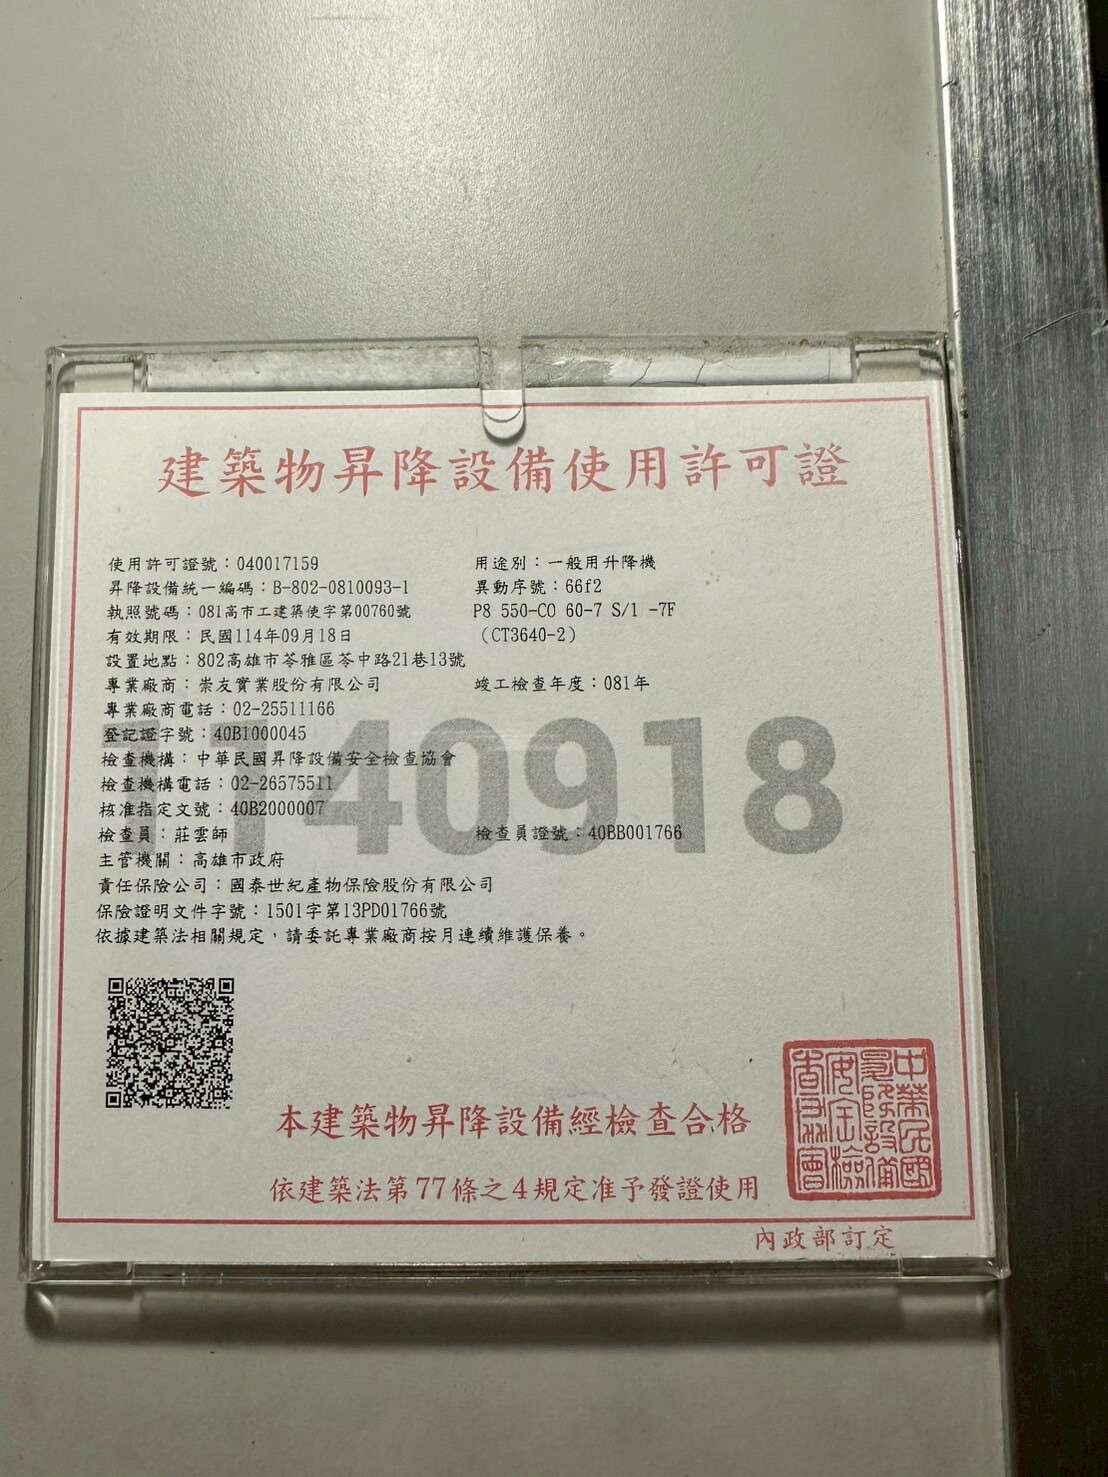 建築物昇降設備使用許可證
使用許可證號：040017159 用途別：一般用升降機
昇降設備統一編碼：B-802-0810093-1 異動序號：66f2
執照號碼：081高市工建築使字第00760號 P8 550-CO 60-7 S/1 -7F
有效期限：民國114年09月18日 （CT3640-2）
設置地點：802高雄市苓雅區苓中路21巷13號
專業廠商：崇友實業股份有限公司 竣工檢查年度：081年
專業廠商電話：02-25511166
登記證字號：40B1000045
1140918
檢查機構：中華民國昇降設備安全檢查協會
檢查機構電話：02-26575511
核准指定文號：40B2000007
檢查員：莊雲師 檢查員證號：40BB001766
主管機關：高雄市政府
責任保險公司：國泰世紀產物保險股份有限公司
保險證明文件字號：1501字第13PD01766號
依據建築法相關規定，請委託專業廠商按月連續維護保養。
本建築物昇降設備經檢查合格
依建築法第77條之4規定准予發證使用
中華民國
昇降設備
安全檢
查協會
內政部訂定